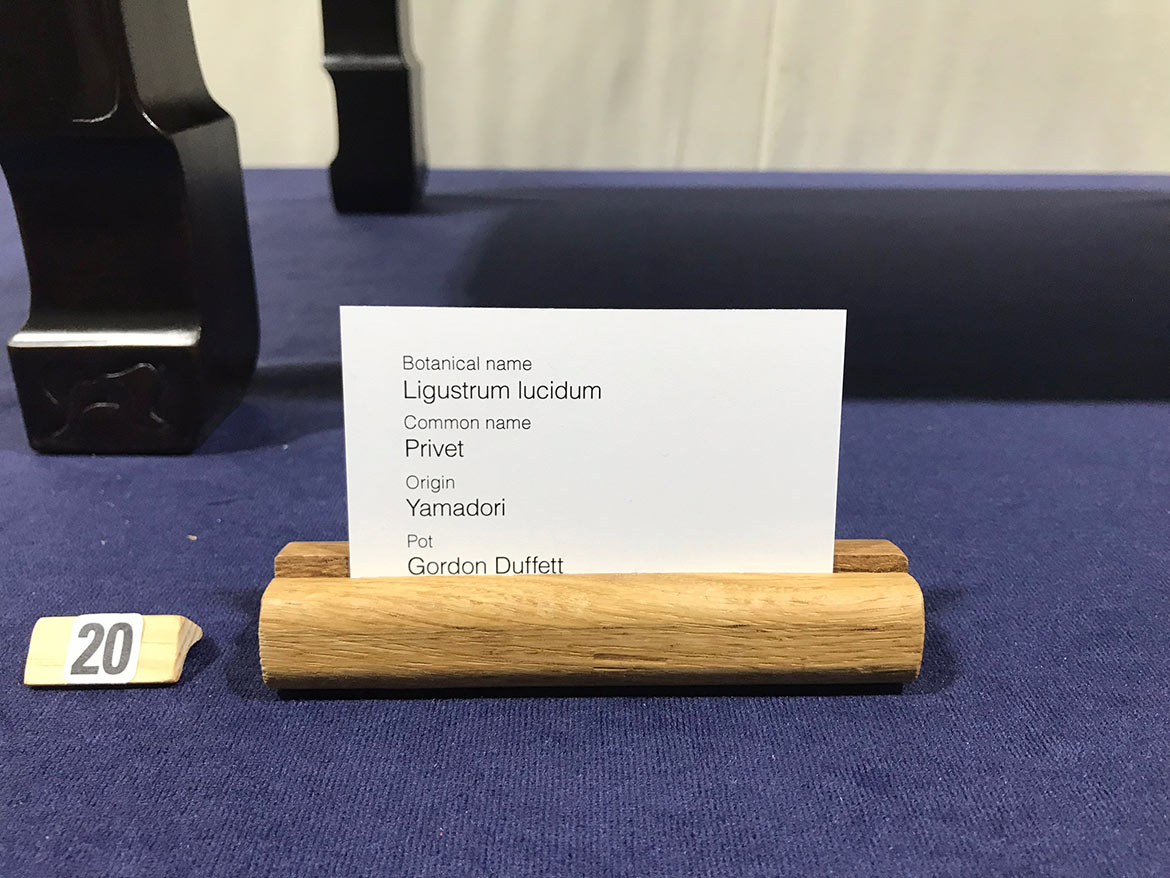 Botanical name
Ligustrum lucidum
Common name
Privet
Origin
Yamadori
Pot
Gordon Duffett
20